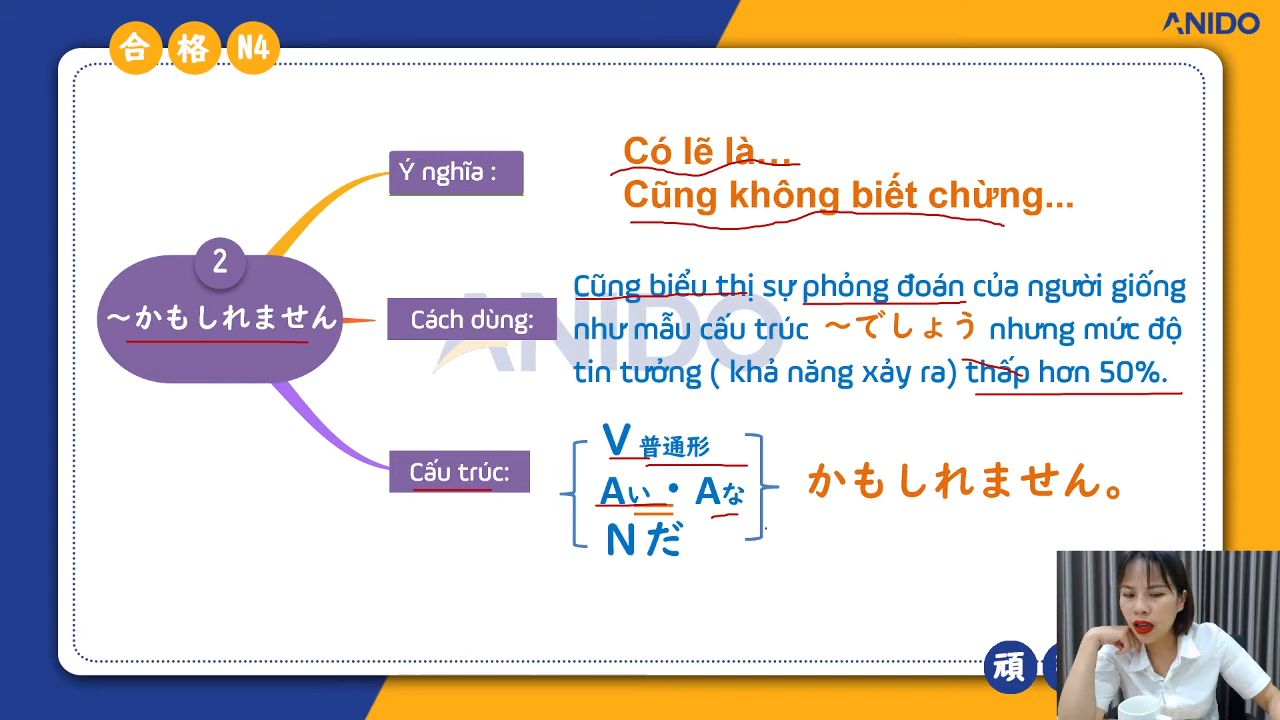 ANIDO
合格 N4
Ý nghĩa :
Có lẽ là...
Cũng không biết chừng...
2
～かもしれません
Cách dùng:
Cũng biểu thị sự phỏng đoán của người giống
như mẫu cấu trúc ～でしょう nhưng mức độ
tin tưởng ( khả năng xảy ra) thấp hơn 50%.
ANIDO
Cấu trúc:
V 普通形
Aい・Aな
Nだ
かもしれません。
頑